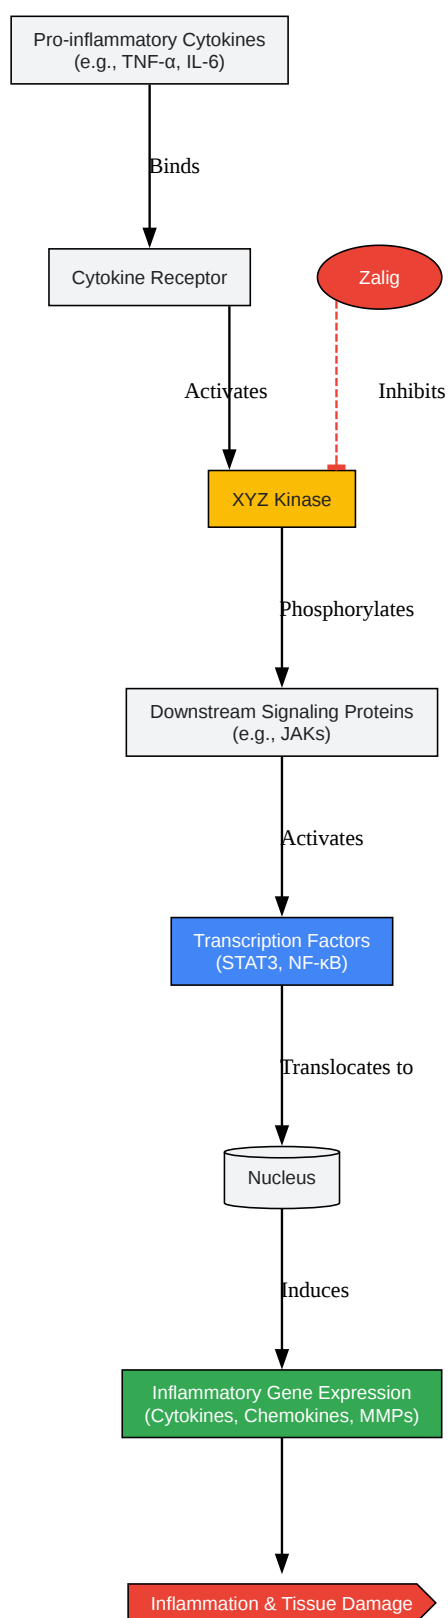 Pro-inflammatory Cytokines
(e.g., TNF-α, IL-6)
Binds
Cytokine Receptor
Zalig
Activates
Inhibits
XYZ Kinase
Phosphorylates
Downstream Signaling Proteins
(e.g., JAKs)
Activates
Transcription Factors
(STAT3, NF-κB)
Translocates to
Nucleus
Induces
Inflammatory Gene Expression
(Cytokines, Chemokines, MMPs)
Inflammation & Tissue Damage